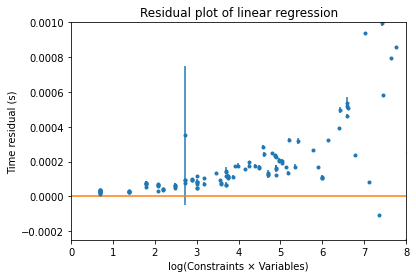 Residual plot of linear regression
Time residual (s)
0.0010
0.0008
0.0006
0.0004
0.0002
0.0000
−0.0002
0 1 2 3 4 5 6 7 8
log(Constraints × Variables)